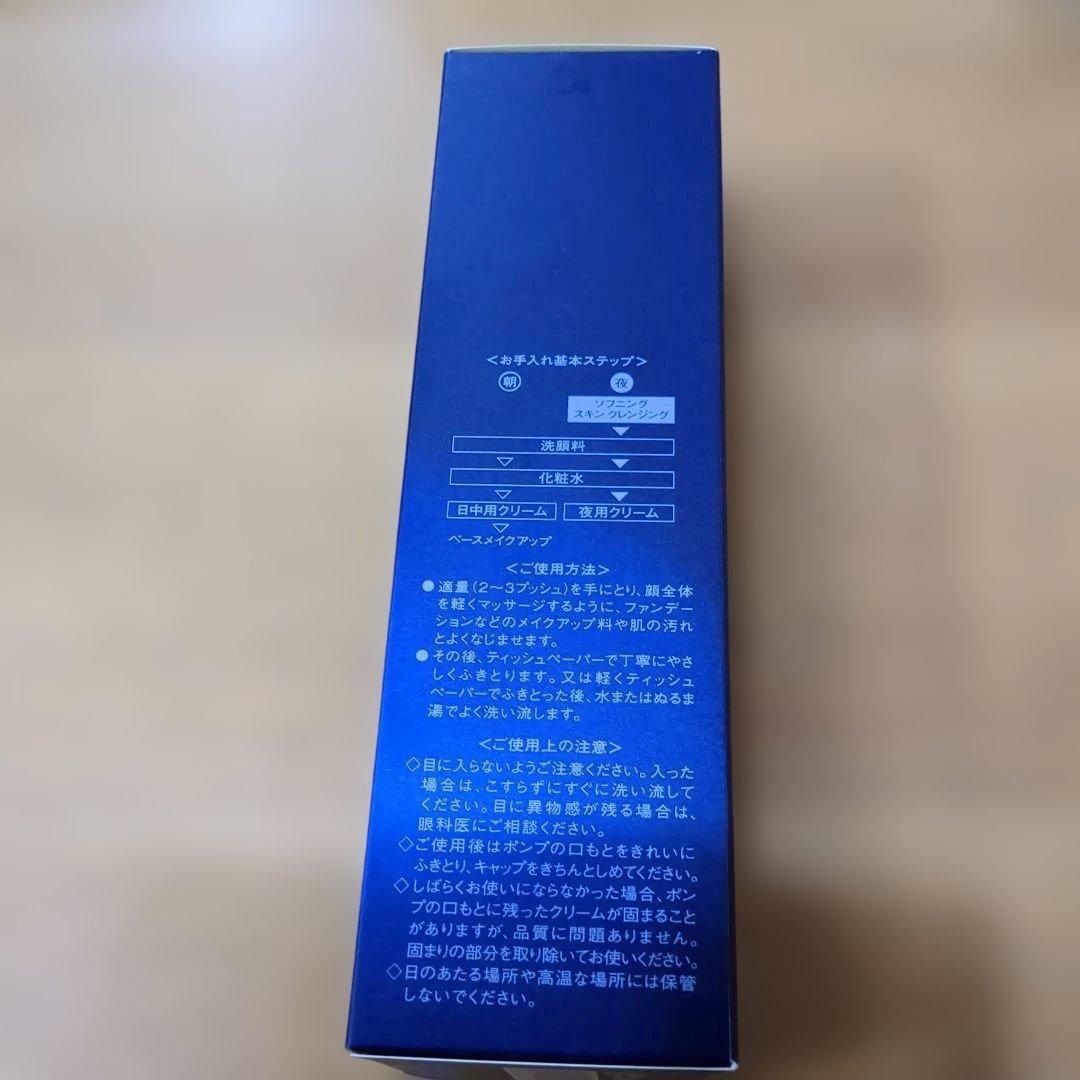 <お手入れ基本ステップ>
朝 夜
ソフニング
スキン クレンジング
洗顔料
化粧水
日中用クリーム 夜用クリーム
ベースメイクアップ
<ご使用方法>
●適量(2〜3プッシュ)を手にとり、顔全体
を軽くマッサージするように、ファンデー
ションなどのメイクアップ料や肌の汚れ
とよくなじませます。
●その後、ティッシュペーパーで丁寧にやさ
しくふきとります。又は軽くティッシュ
ペーパーでふきとった後、水またはぬるま
湯でよく洗い流します。
<ご使用上の注意>
◇目に入らないようご注意ください。入った
場合は、こすらずにすぐに洗い流して
ください。目に異物感が残る場合は、
眼科医にご相談ください。
◇ご使用後はポンプの口もとをきれいに
ふきとり、キャップをきちんとしめてください。
◇しばらくお使いにならなかった場合、ポン
プの口もとに残ったクリームが固まること
がありますが、品質に問題ありません。
固まりの部分を取り除いてお使いください。
◇日のあたる場所や高温な場所には保管
しないでください。